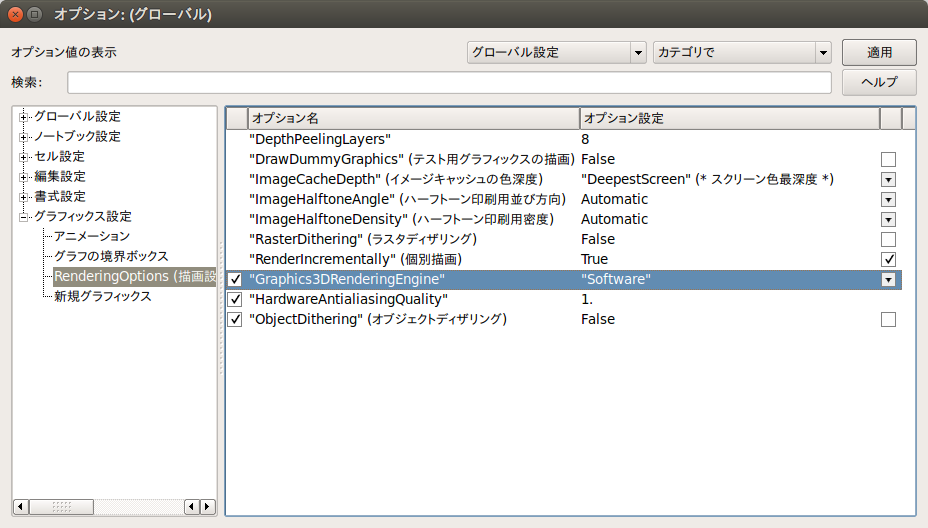 オプション: (グローバル)
オプション値の表示 グローバル設定 カテゴリで 適用
検索: ヘルプ
グローバル設定
ノートブック設定
セル設定
編集設定
書式設定
グラフィックス設定
アニメーション
グラフの境界ボックス
RenderingOptions (描画設
新規グラフィックス
オプション名 オプション設定
"DepthPeelingLayers" 8
"DrawDummyGraphics" (テスト用グラフィックスの描画) False
"ImageCacheDepth" (イメージキャッシュの色深度) "DeepestScreen" (* スクリーン色最深度 *)
"ImageHalftoneAngle" (ハーフトーン印刷用並び方向) Automatic
"ImageHalftoneDensity" (ハーフトーン印刷用密度) Automatic
"RasterDithering" (ラスタディザリング) False
"RenderIncrementally" (個別描画) True
"Graphics3DRenderingEngine" "Software"
"HardwareAntialiasingQuality" 1.
"ObjectDithering" (オブジェクトディザリング) False